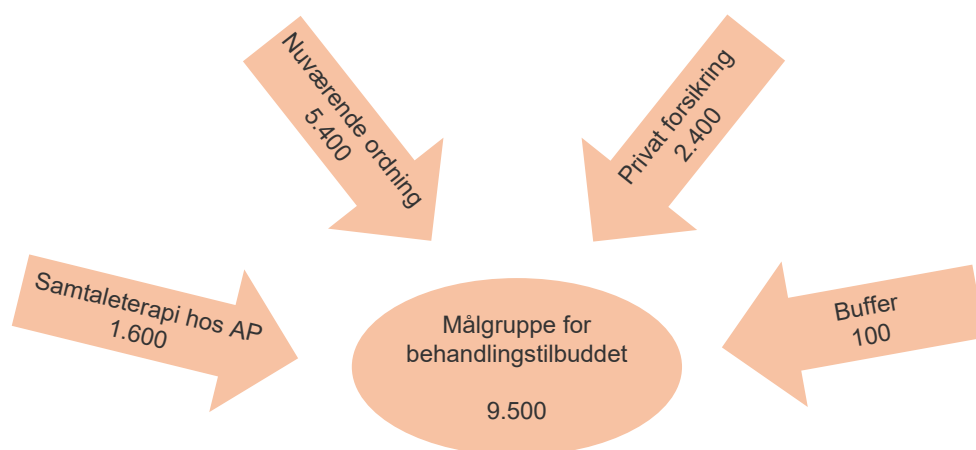 Nuværende ordning
5.400
Privat forsikring
2.400
Samtaleterapi hos AP
1.600
Buffer
100
Målgruppe for
behandlingstilbuddet
9.500